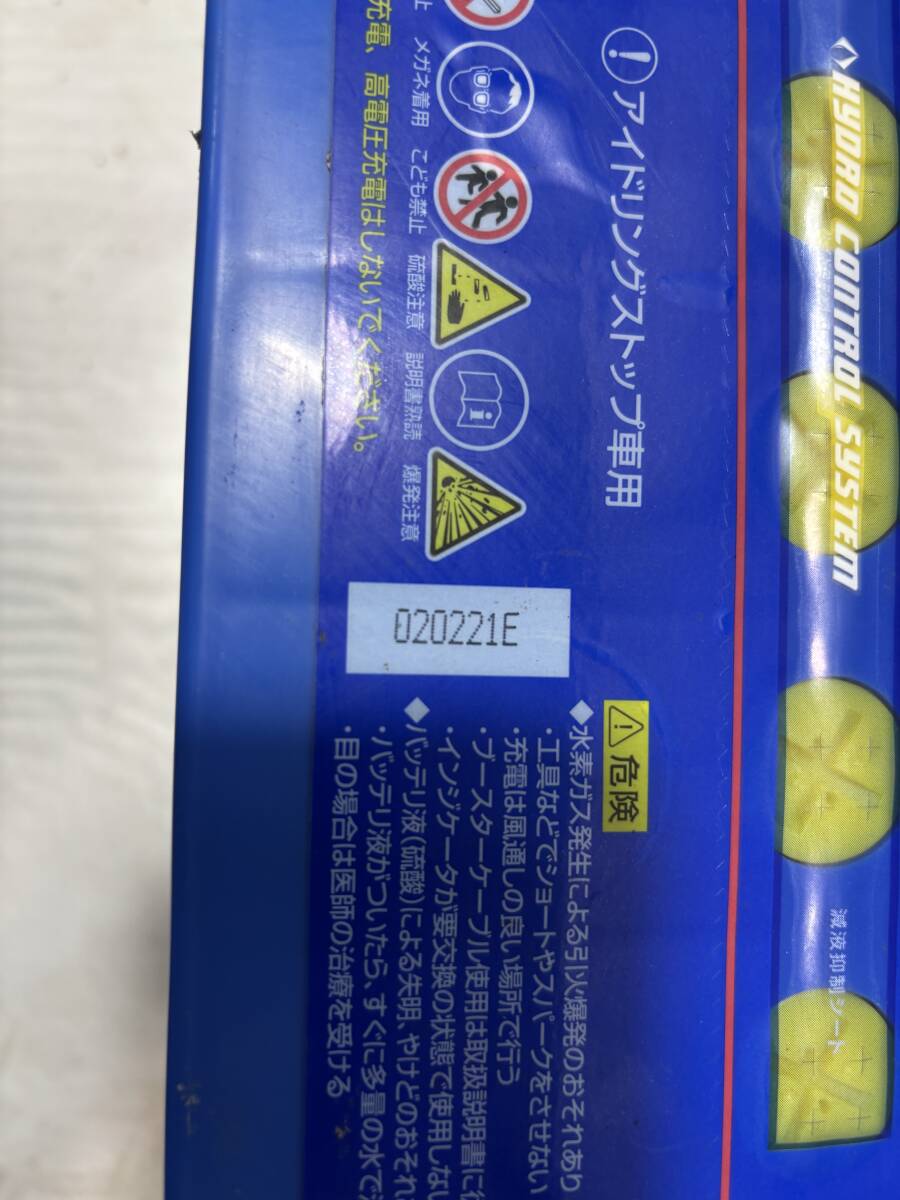 HYDRO CONTROL SYSTEM
減液抑制シート
アイドリングストップ車用
止 メガネ着用 こども禁止 硫酸注意 説明書熟読 爆発注意
充電、高電圧充電はしないでください。
020221E
危険
◆水素ガス発生による引火爆発のおそれあり
・工具などでショートやスパークをさせない
・充電は風通しの良い場所で行う
・ブースターケーブル使用は取扱説明書に
・インジケータが要交換の状態で使用しない
◆バッテリ液(硫酸)による失明、やけどのおそれ
・バッテリ液がついたら、すぐに多量の水で
・目の場合は医師の治療を受ける